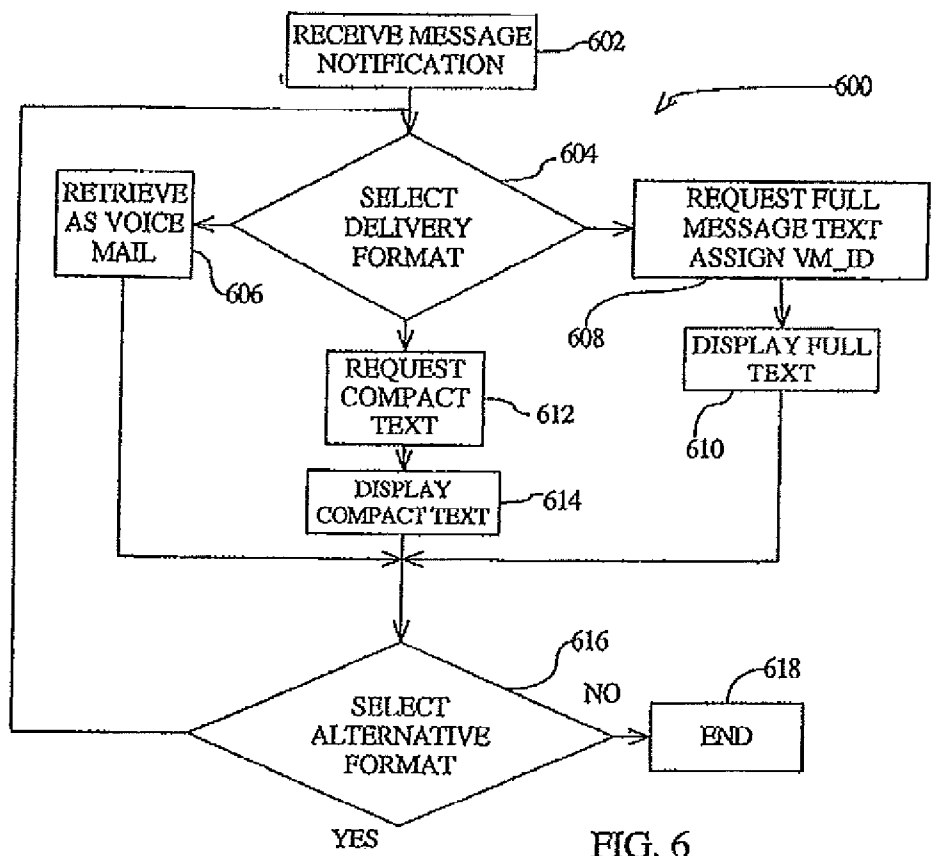 RECEIVE MESSAGE
NOTIFICATION
602
600
604
SELECT
DELIVERY
FORMAT
RETRIEVE
AS VOICE
MAIL
606
REQUEST FULL
MESSAGE TEXT
ASSIGN VM_ID
608
DISPLAY FULL
TEXT
610
REQUEST
COMPACT
TEXT
612
DISPLAY
COMPACT TEXT
614
616
SELECT
ALTERNATIVE
FORMAT
NO
618
END
YES
FIG. 6